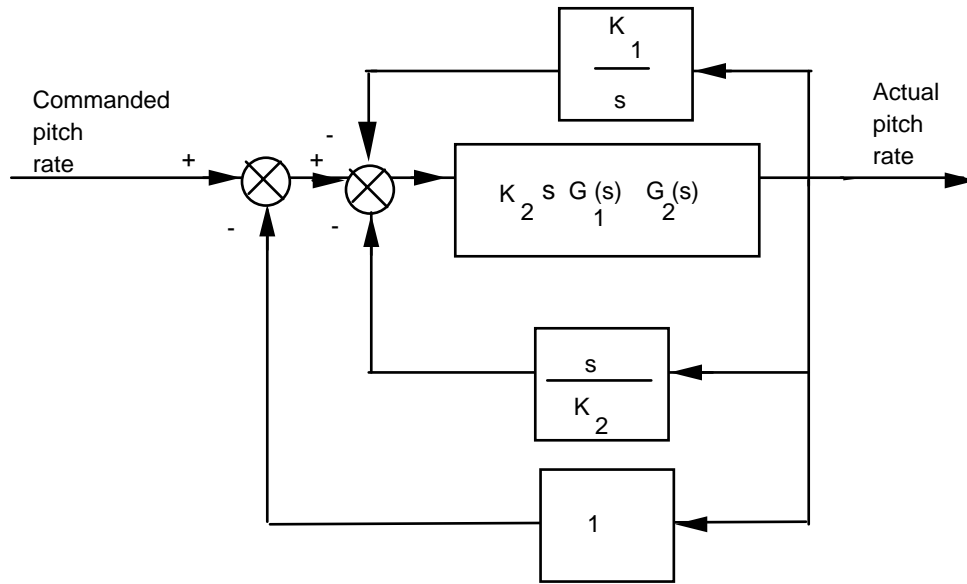 K
1
s
Commanded
pitch
rate
Actual
pitch
rate
-
+
+
K 2 s G 1 (s) G 2 (s)
-
-
s
K
2
1